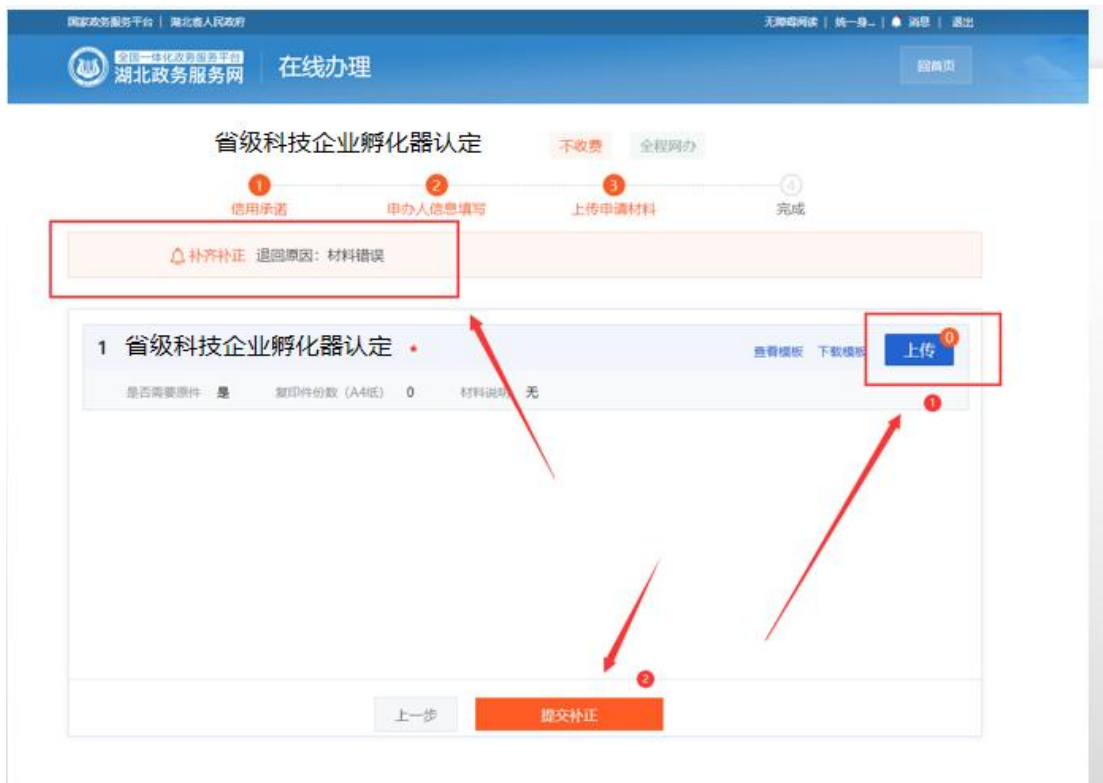 国家政务服务平台 | 湖北省人民政府
无障碍阅读 | 统一身... | 消息 | 退出
全国一体化政务服务平台
湖北政务服务网
在线办理
回首页
省级科技企业孵化器认定 不收费 全程网办
1 2 3 4
信用承诺 申办人信息填写 上传申请材料 完成
补齐补正 退回原因：材料错误
1 省级科技企业孵化器认定 * 查看模板 下载模板 上传 0
是否需要原件 是 复印件份数（A4纸） 0 材料说明 无
1
2
上一步 提交补正